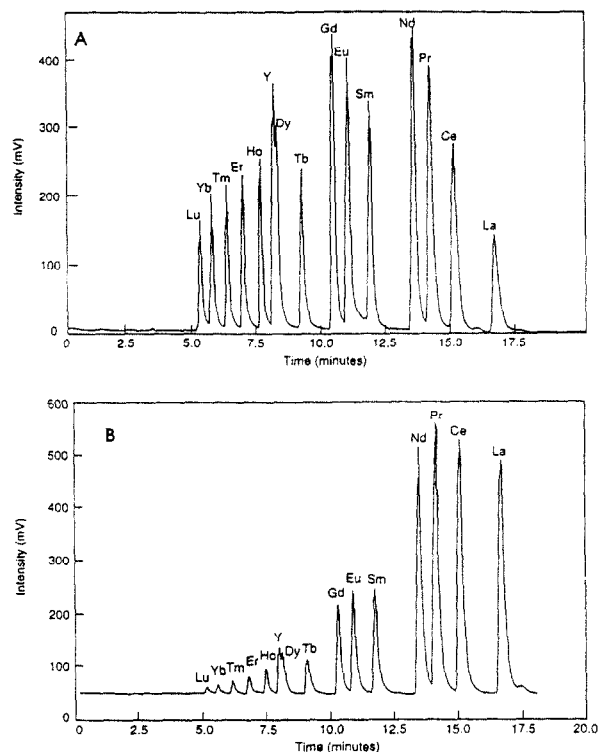 A
Gd
Nd
400
Eu
Pr
Y
Sm
300
Dy
Ce
Ho
Tb
Er
Tm
200
Yb
Lu
La
100
0
Intensity (mV)
0 2.5 5.0 7.5 10.0 12.5 15.0 17.5
Time (minutes)
600
B
Pr
Nd
Ce
La
500
400
300
Gd
Eu
Sm
200
Y
Dy
Tb
Ho
Er
Tm
Yb
Lu
100
0
Intensity (mV)
0 2.5 5.0 7.5 10.0 12.5 15.0 17.5 20.0
Time (minutes)